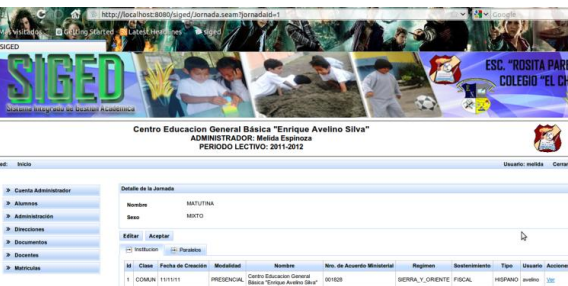 http://localhost:8080/siged/Jornada.seam?jornadaid=1
Google
Más visitados
Getting Started
Latest Headlines
siged
SIGED
SIGED
Sistema Integrado de Gestión Académica
ESC. "ROSITA PARE
COLEGIO "EL CH
Centro Educacion General Básica "Enrique Avelino Silva"
ADMINISTRADOR: Melida Espinoza
PERIODO LECTIVO: 2011-2012
ed: Inicio
Usuario: melida Cerrar
Cuenta Administrador
Alumnos
Administración
Direcciones
Documentos
Docentes
Matriculas
Detalle de la Jornada
Nombre MATUTINA
Sexo MIXTO
Editar Aceptar
Institución Paralelos
Id Clase Fecha de Creación Modalidad Nombre Nro. de Acuerdo Ministerial Regimen Sostenimiento Tipo Usuario Acciones
1 COMUN 11/11/11 PRESENCIAL Centro Educacion General Básica "Enrique Avelino Silva" 001829 SIERRA_Y_ORIENTE FISCAL HISPANO avelino Ver